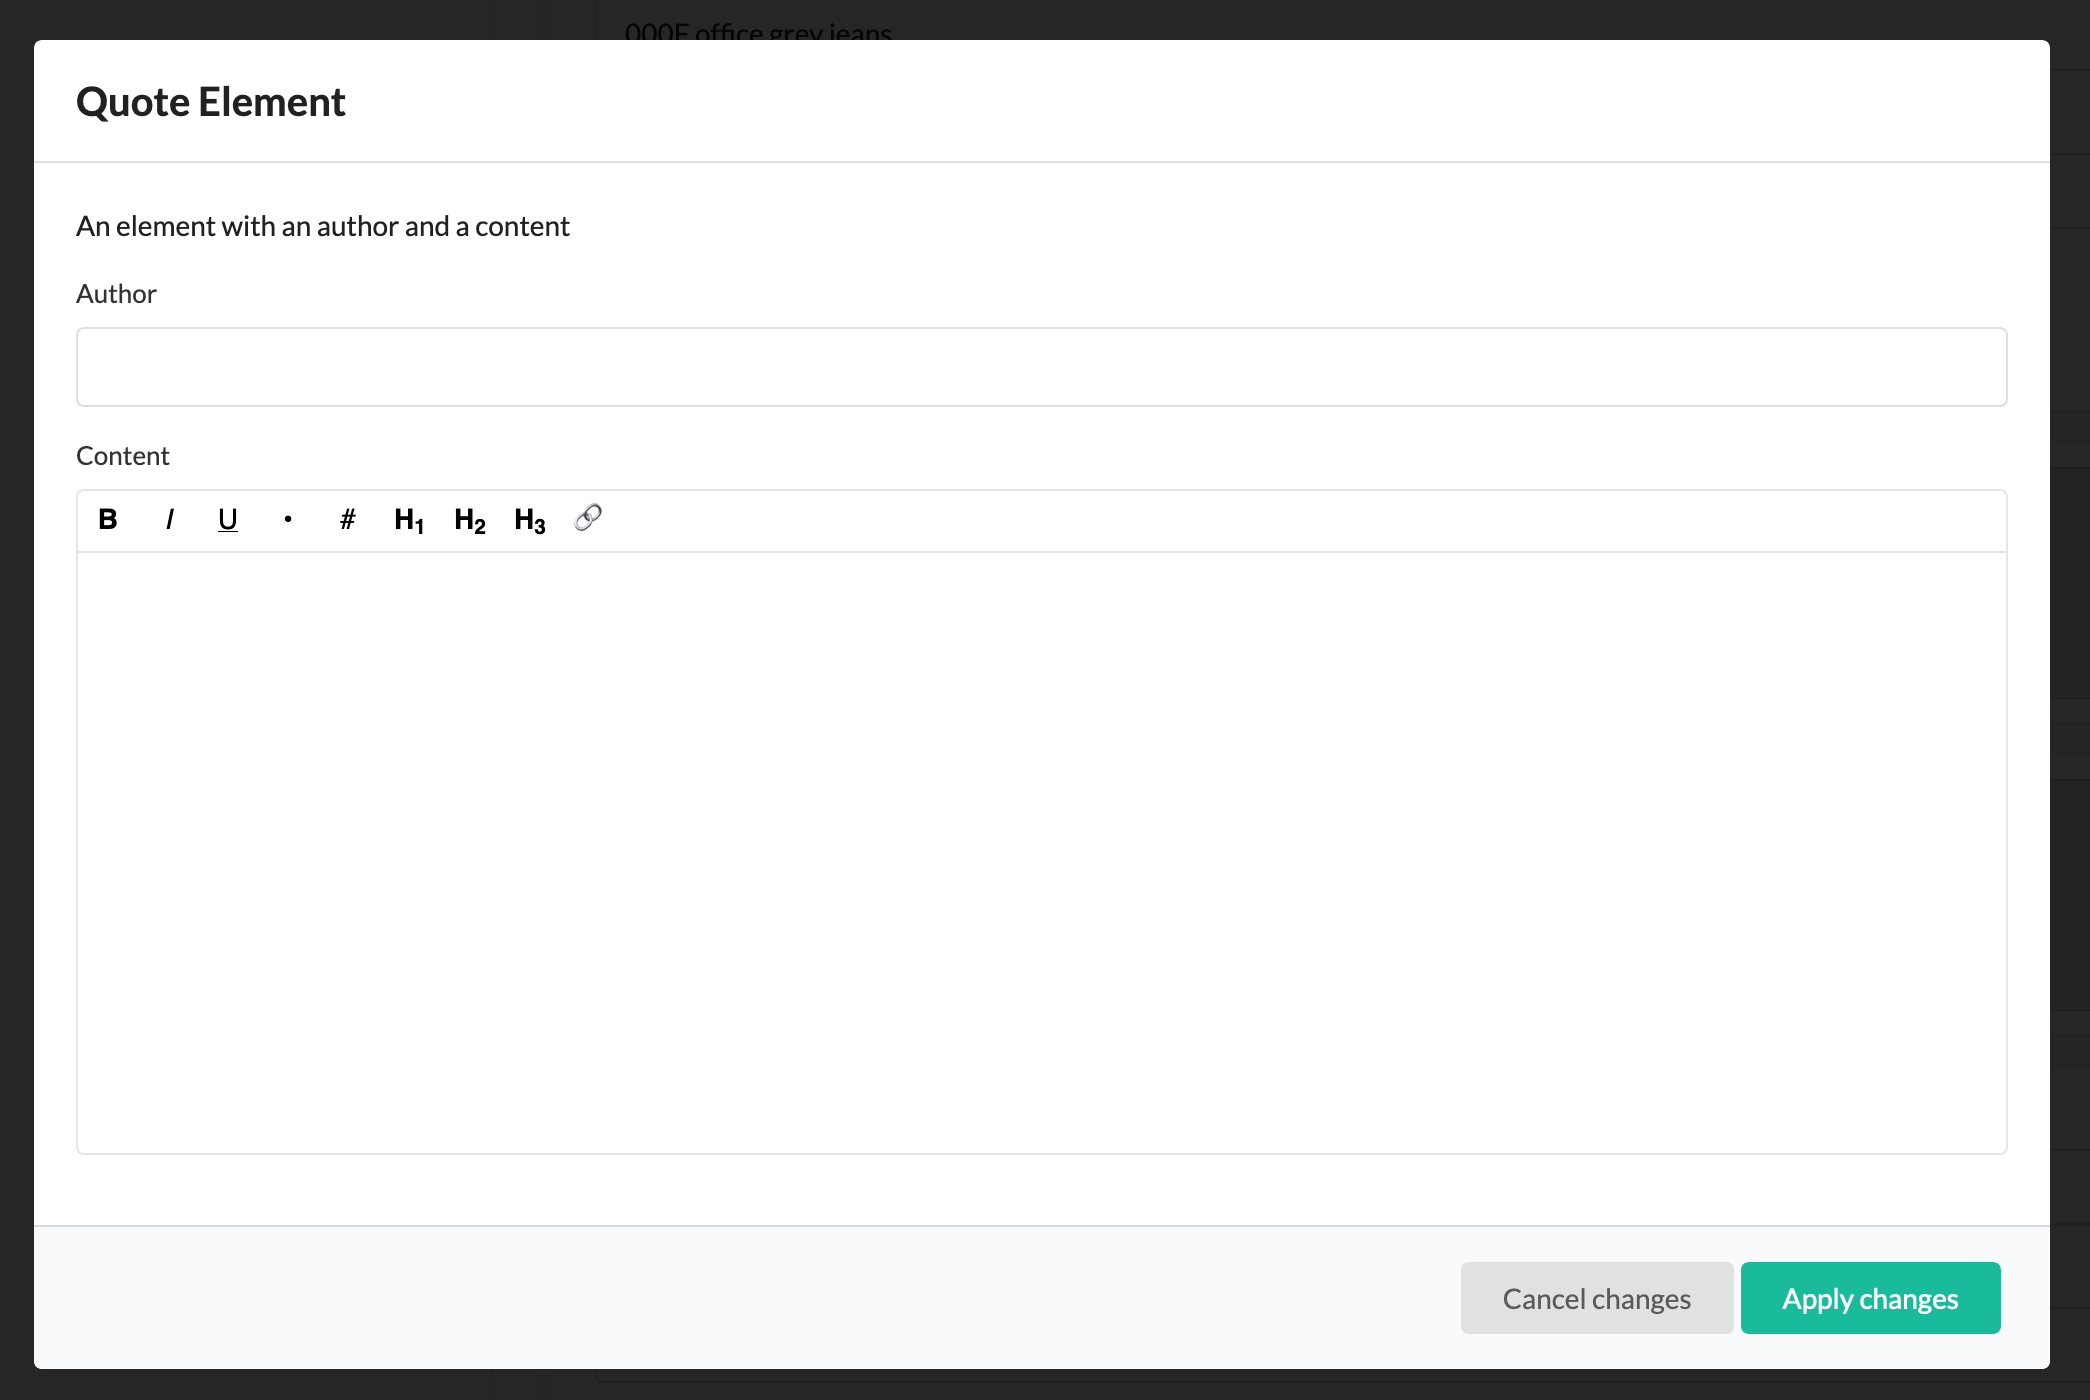 000F office grey jeans
Quote Element
An element with an author and a content
Author
Content
B I U • # H1 H2 H3
Cancel changes
Apply changes